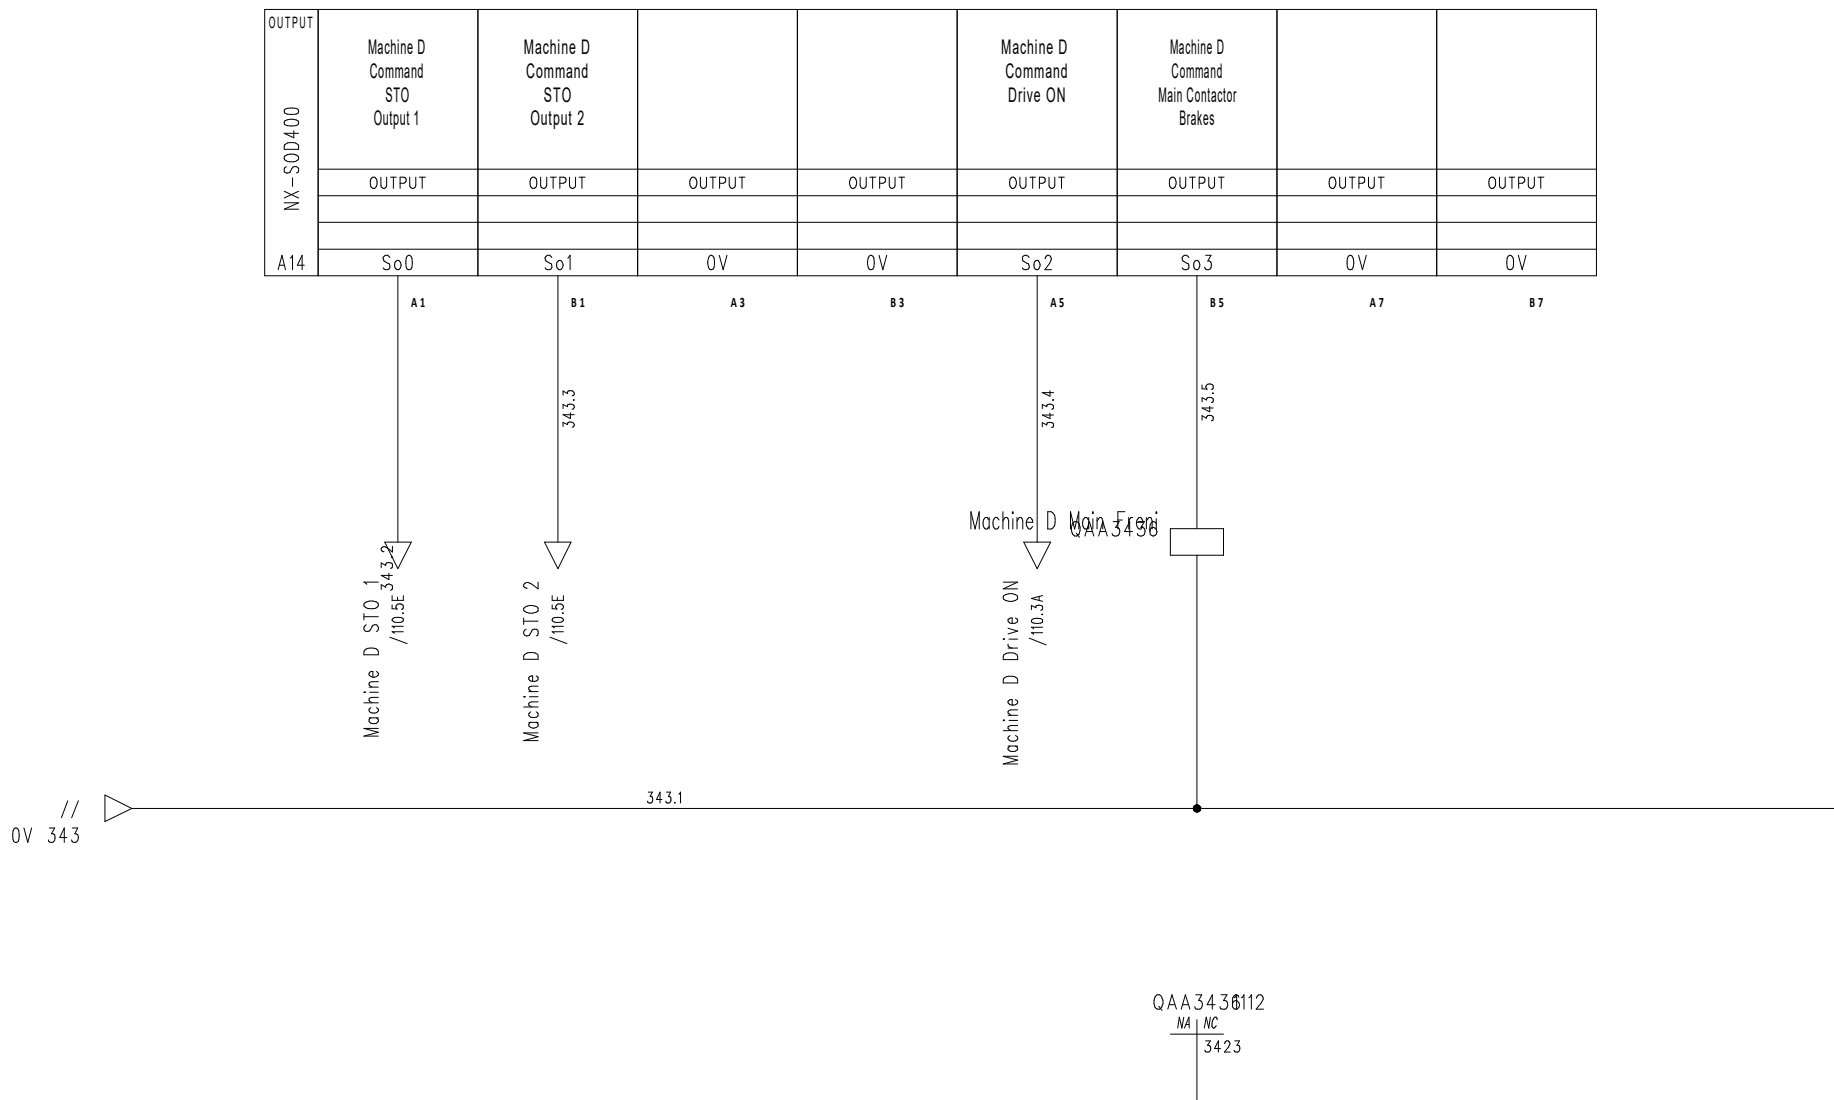 OUTPUT
NX-SOD400
A14
Machine D
Command
STO
Output 1
Machine D
Command
STO
Output 2
Machine D
Command
Drive ON
Machine D
Command
Main Contactor
Brakes
OUTPUT OUTPUT OUTPUT OUTPUT OUTPUT OUTPUT OUTPUT OUTPUT
So0 So1 0V 0V So2 So3 0V 0V
A1 B1 A3 B3 A5 B5 A7 B7
343.3
343.4
343.5
Machine D Main Freni
QAA3436
343.2
Machine D STO 1
/110.5E
Machine D STO 2
/110.5E
Machine D Drive ON
/110.3A
343.1
//
0V 343
QAA3436
NA NC
3423